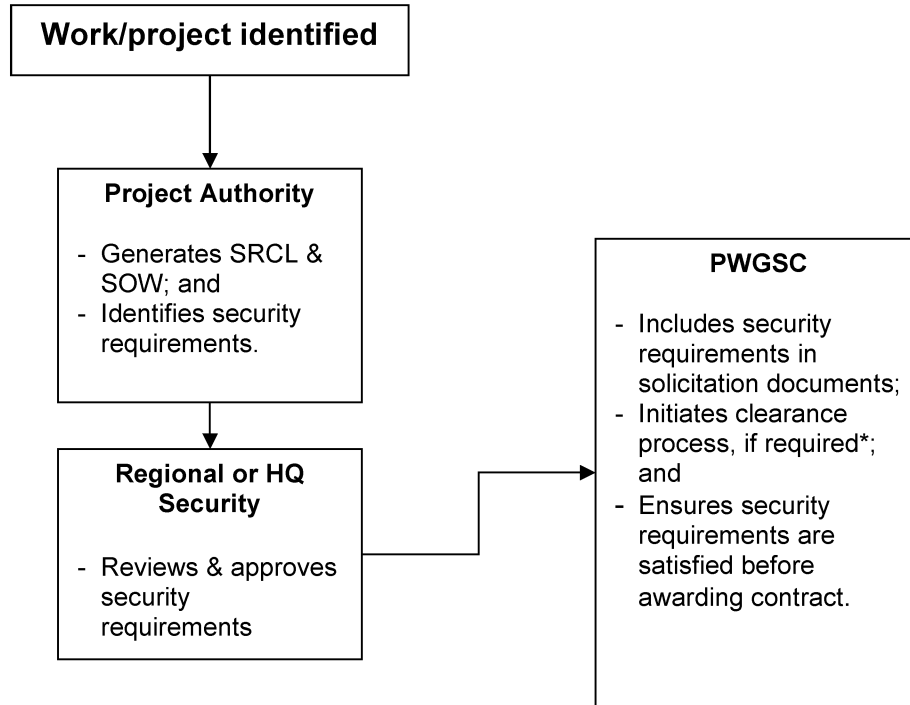 Work/project identified
Project Authority
- Generates SRCL &
SOW; and
- Identifies security
requirements.
Regional or HQ
Security
- Reviews & approves
security
requirements
PWGSC
- Includes security
requirements in
solicitation documents;
- Initiates clearance
process, if required*;
and
- Ensures security
requirements are
satisfied before
awarding contract.